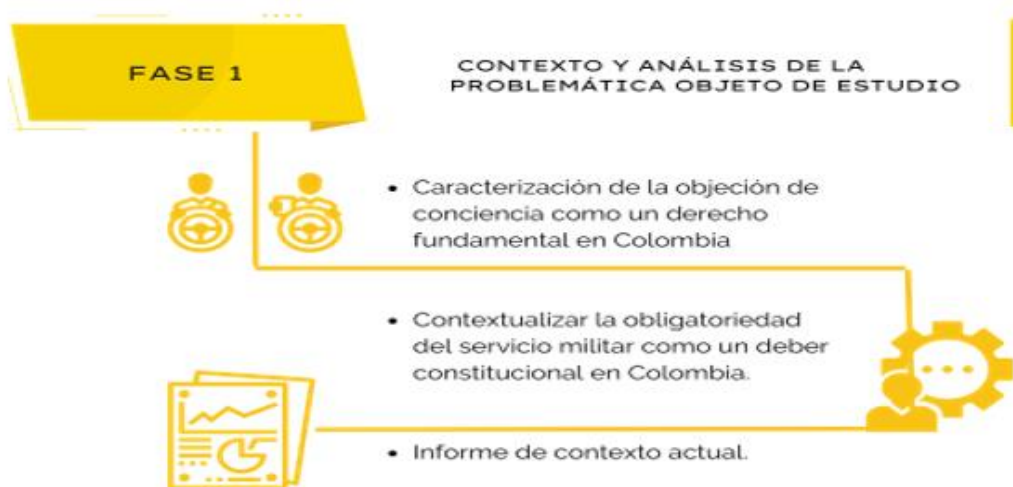 FASE 1
CONTEXTO Y ANÁLISIS DE LA
PROBLEMÁTICA OBJETO DE ESTUDIO
• Caracterización de la objeción de
conciencia como un derecho
fundamental en Colombia
• Contextualizar la obligatoriedad
del servicio militar como un deber
constitucional en Colombia.
• Informe de contexto actual.